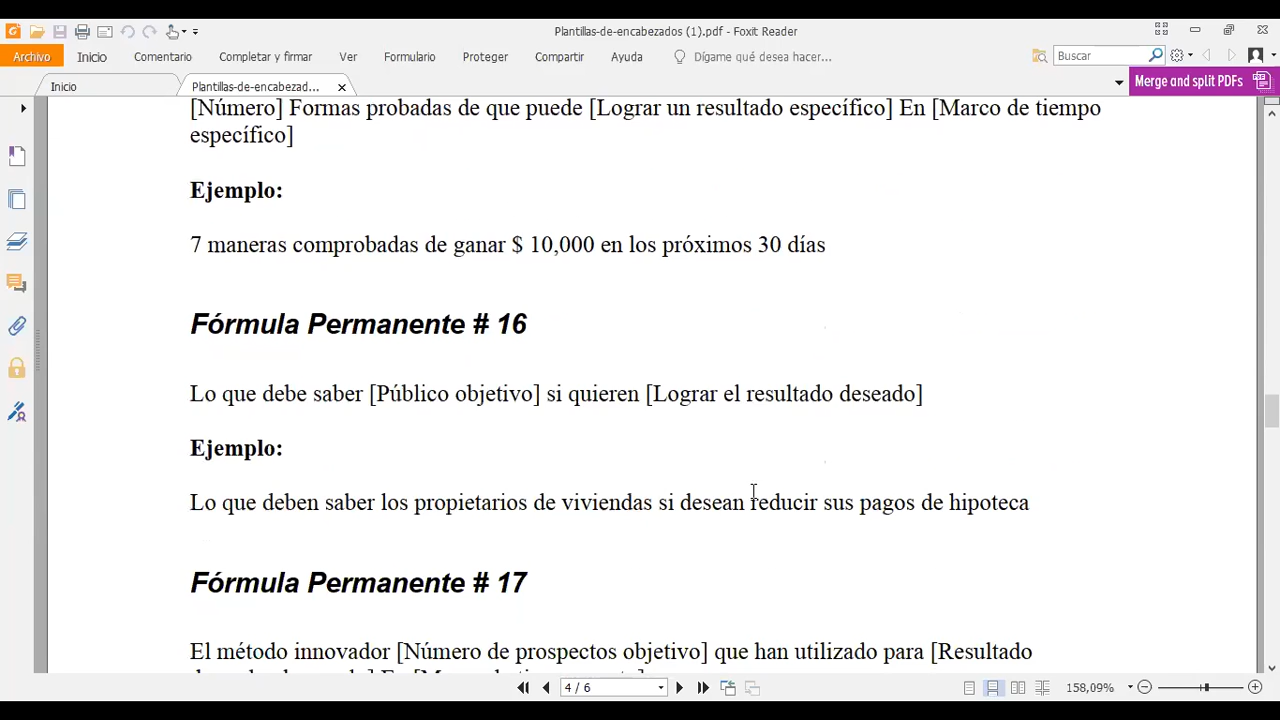 Plantillas-de-encabezados (1).pdf - Foxit Reader
Archivo Inicio Comentario Completar y firmar Ver Formulario Proteger Compartir Ayuda Dígame qué desea hacer... Buscar
Inicio Plantillas-de-encabezad... Merge and split PDFs
[Número] Formas probadas de que puede [Lograr un resultado específico] En [Marco de tiempo
específico]
Ejemplo:
7 maneras comprobadas de ganar $ 10,000 en los próximos 30 días
Fórmula Permanente # 16
Lo que debe saber [Público objetivo] si quieren [Lograr el resultado deseado]
Ejemplo:
Lo que deben saber los propietarios de viviendas si desean reducir sus pagos de hipoteca
Fórmula Permanente # 17
El método innovador [Número de prospectos objetivo] que han utilizado para [Resultado
4 / 6 158,09%